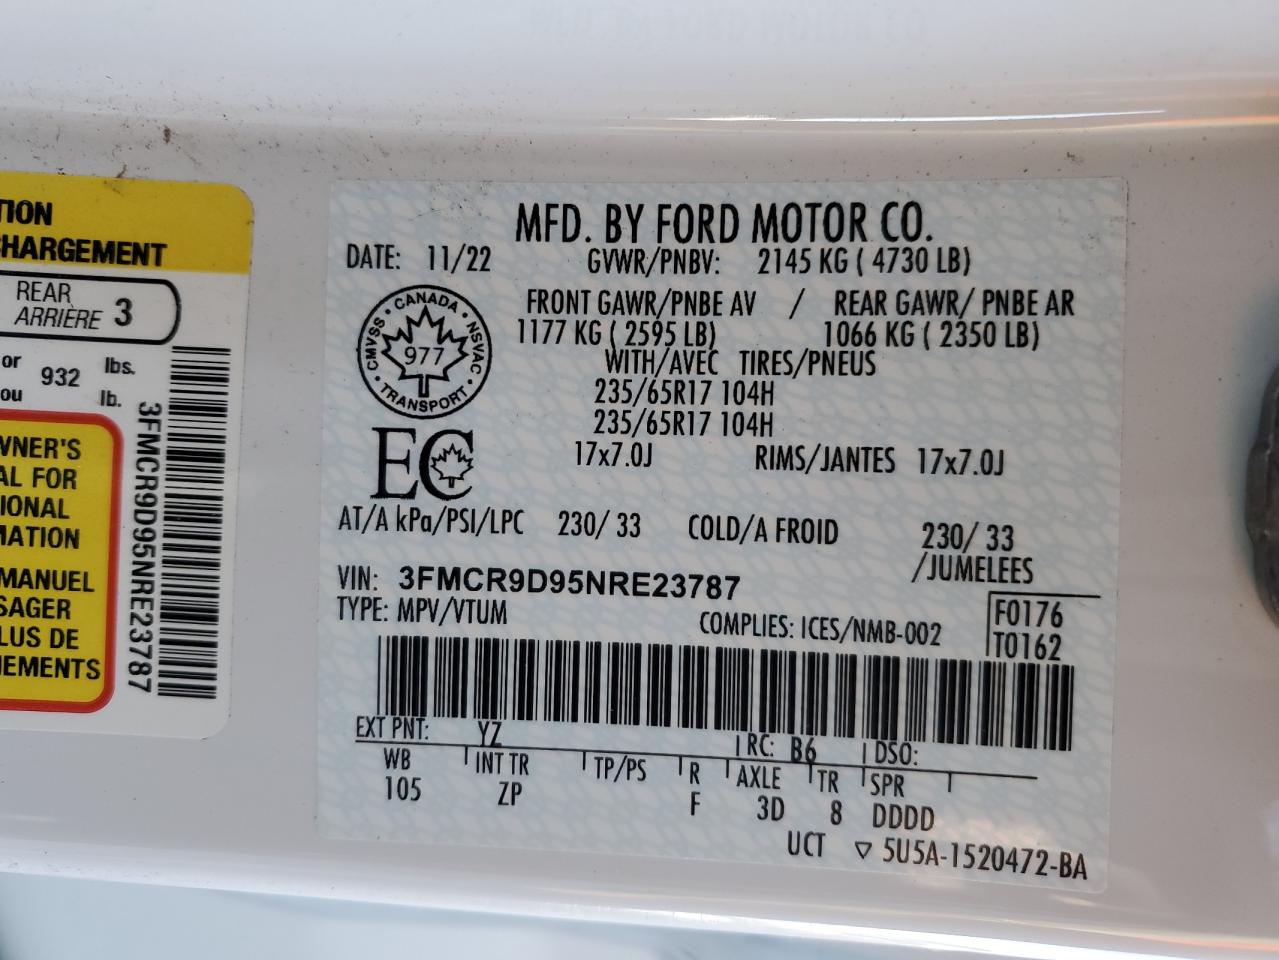 TION
CHARGEMENT
REAR
ARRIÈRE 3
or
ou 932 lbs.
lb.
WNER'S
AL FOR
IONAL
MATION
MANUEL
SAGER
LUS DE
NEMENTS
3FMCR9D95NRE23787
MFD. BY FORD MOTOR CO.
DATE: 11/22 GVWR/PNBV: 2145 KG ( 4730 LB)
FRONT GAWR/PNBE AV / REAR GAWR/ PNBE AR
1177 KG ( 2595 LB) 1066 KG ( 2350 LB)
WITH/AVEC TIRES/PNEUS
235/65R17 104H
235/65R17 104H
17x7.0J RIMS/JANTES 17x7.0J
CANADA
CMVSS NSVAC
977
TRANSPORT
EC
AT/A kPa/PSI/LPC 230/ 33 COLD/A FROID 230/ 33
/JUMELEES
VIN: 3FMCR9D95NRE23787
TYPE: MPV/VTUM COMPLIES: ICES/NMB-002
F0176
T0162
EXT PNT: YZ RC: B6 DSO:
WB INT TR TP/PS R AXLE TR SPR
105 ZP F 3D 8 DDDD
UCT ▽ 5U5A-1520472-BA